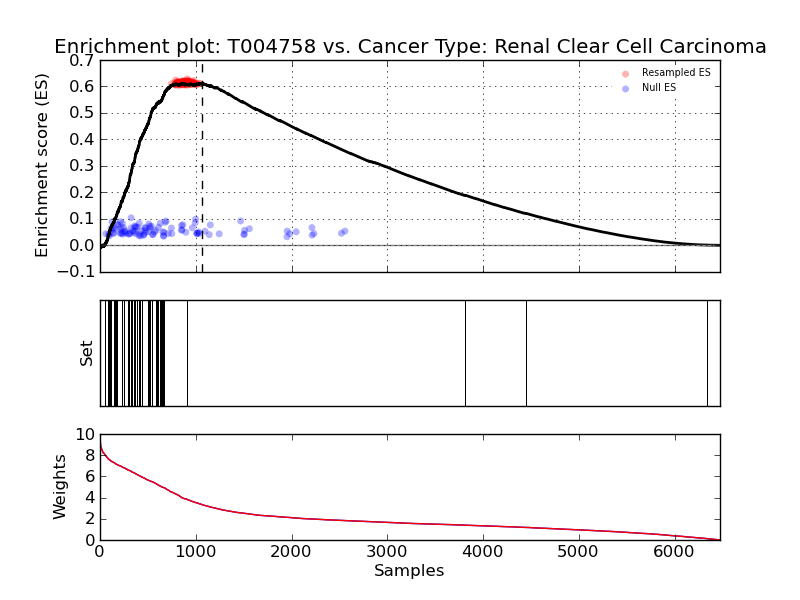 Enrichment plot: T004758 vs. Cancer Type: Renal Clear Cell Carcinoma
0.7
0.6
0.5
0.4
0.3
0.2
0.1
0.0
−0.1
Enrichment score (ES)
Resampled ES
Null ES
Set
10
8
6
4
2
0
Weights
0 1000 2000 3000 4000 5000 6000
Samples